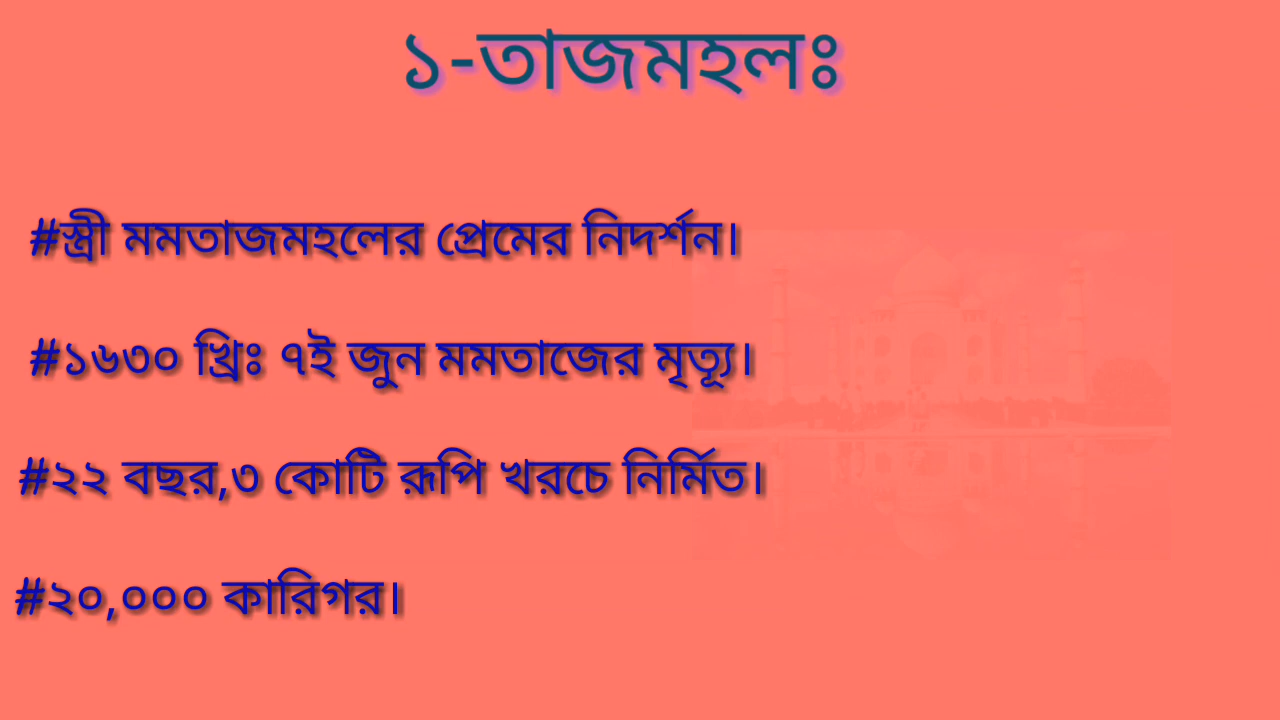 ১-তাজমহলঃ
#স্ত্রী মমতাজমহলের প্রেমের নিদর্শন।
#১৬৩০ খ্রিঃ ৭ই জুন মমতাজের মৃত্যূ।
#২২ বছর,৩ কোটি রূপি খরচে নির্মিত।
#২০,০০০ কারিগর।